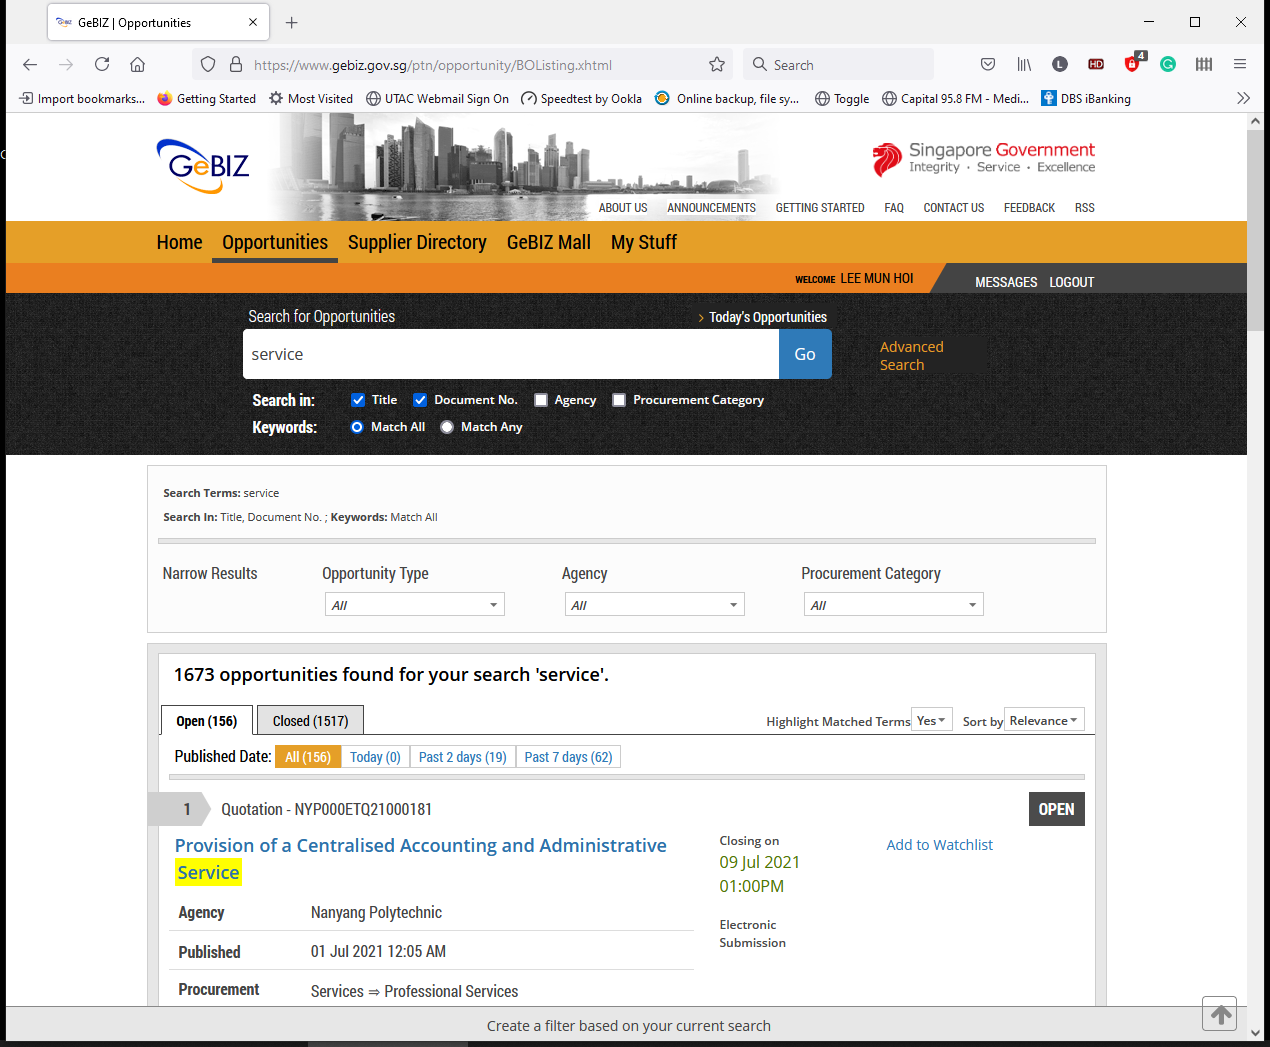 GeBIZ | Opportunities
https://www.gebiz.gov.sg/ptn/opportunity/BOListing.xhtml
Search
HD
4
Import bookmarks...
Getting Started
Most Visited
UTAC Webmail Sign On
Speedtest by Ookla
Online backup, file sy...
Toggle
Capital 95.8 FM - Medi...
DBS iBanking
GeBIZ
Singapore Government
Integrity · Service · Excellence
ABOUT US ANNOUNCEMENTS GETTING STARTED FAQ CONTACT US FEEDBACK RSS
Home Opportunities Supplier Directory GeBIZ Mall My Stuff
WELCOME LEE MUN HOI
MESSAGES LOGOUT
Search for Opportunities
> Today's Opportunities
service
Go
Advanced
Search
Search in: Title Document No. Agency Procurement Category
Keywords: Match All Match Any
Search Terms: service
Search In: Title, Document No. ; Keywords: Match All
Narrow Results Opportunity Type Agency Procurement Category
All All All
1673 opportunities found for your search 'service'.
Open (156) Closed (1517)
Highlight Matched Terms Yes Sort by Relevance
Published Date: All (156) Today (0) Past 2 days (19) Past 7 days (62)
1 Quotation - NYP000ETQ21000181
OPEN
Provision of a Centralised Accounting and Administrative
Service
Closing on
09 Jul 2021
01:00PM
Electronic
Submission
Add to Watchlist
Agency Nanyang Polytechnic
Published 01 Jul 2021 12:05 AM
Procurement Services ⇒ Professional Services
Create a filter based on your current search